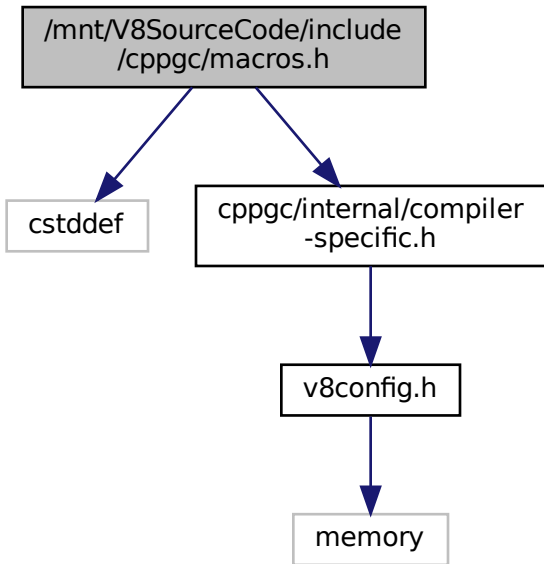 /mnt/V8SourceCode/include
/cppgc/macros.h
cstddef
cppgc/internal/compiler
-specific.h
v8config.h
memory